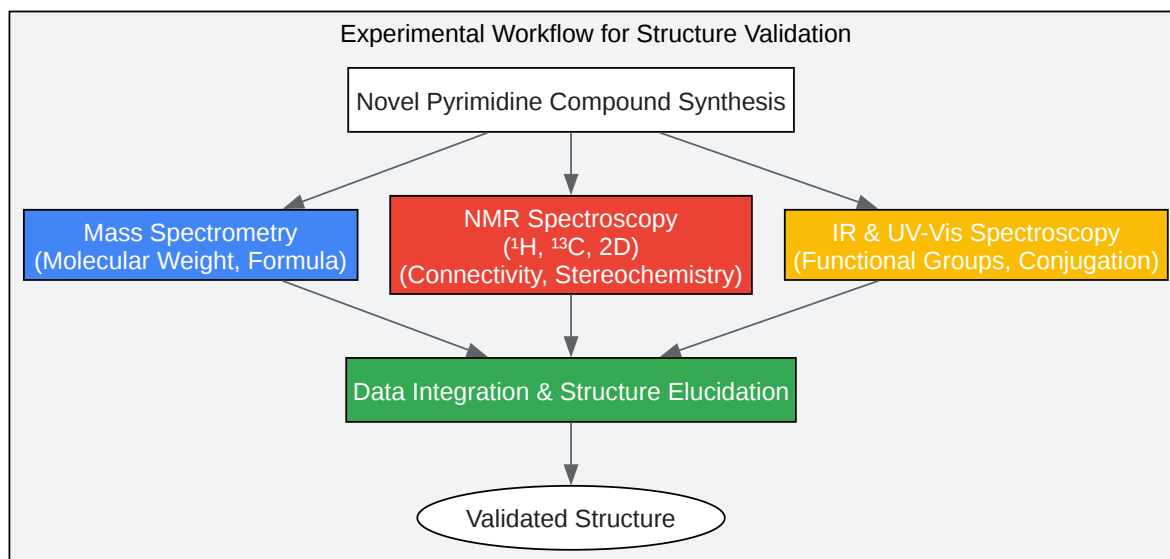 Experimental Workflow for Structure Validation
Novel Pyrimidine Compound Synthesis
Mass Spectrometry
(Molecular Weight, Formula)
NMR Spectroscopy
(¹H, ¹³C, 2D)
(Connectivity, Stereochemistry)
IR & UV-Vis Spectroscopy
(Functional Groups, Conjugation)
Data Integration & Structure Elucidation
Validated Structure